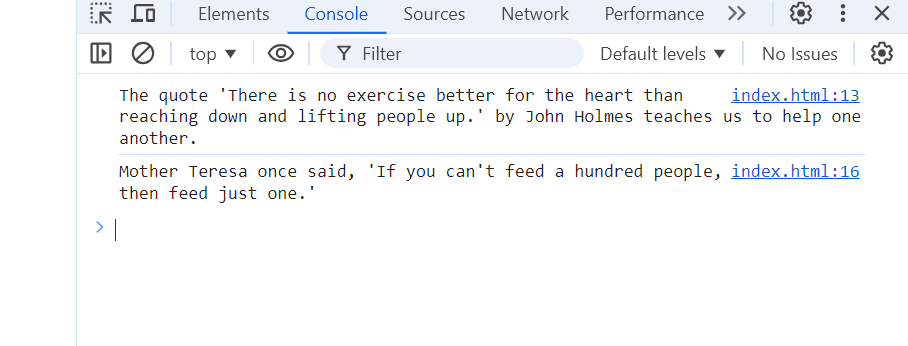 Elements Console Sources Network Performance
top Filter Default levels No Issues
The quote 'There is no exercise better for the heart than index.html:13
reaching down and lifting people up.' by John Holmes teaches us to help one
another.
Mother Teresa once said, 'If you can't feed a hundred people, index.html:16
then feed just one.'